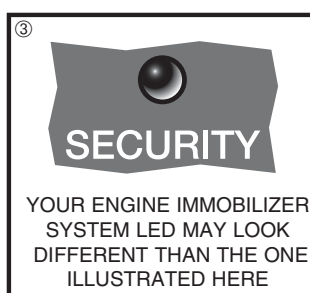 ③
SECURITY
YOUR ENGINE IMMOBILIZER
SYSTEM LED MAY LOOK
DIFFERENT THAN THE ONE
ILLUSTRATED HERE